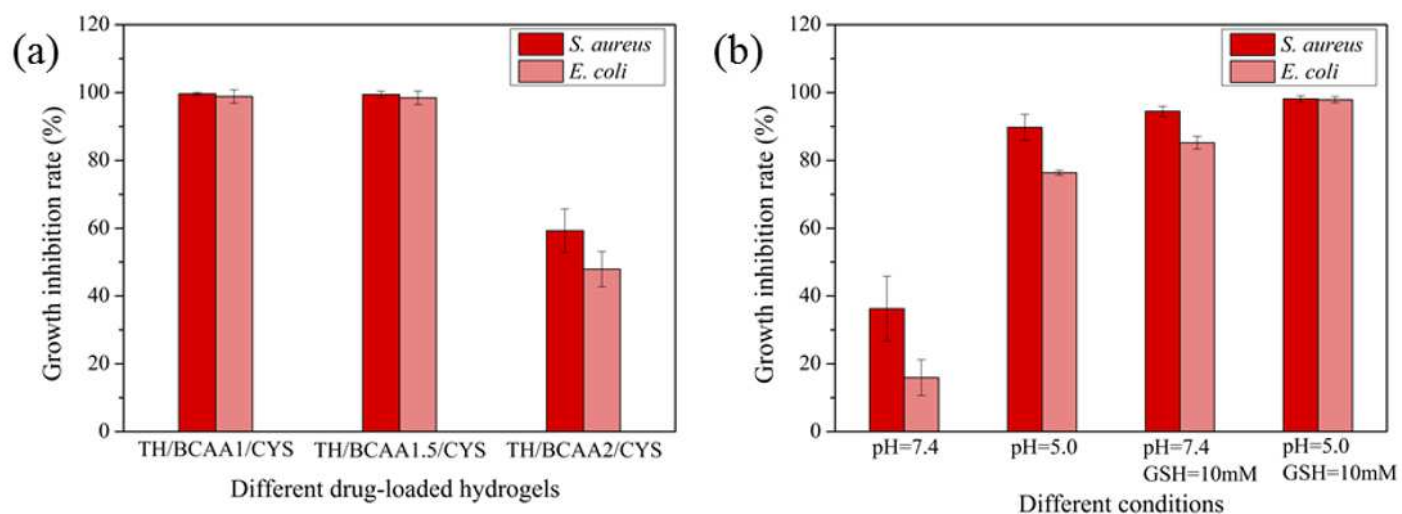 (a)
120
100
80
60
40
20
0
Growth inhibition rate (%)
S. aureus
E. coli
TH/BCAA1/CYS TH/BCAA1.5/CYS TH/BCAA2/CYS
Different drug-loaded hydrogels
(b)
120
100
80
60
40
20
0
Growth inhibition rate (%)
S. aureus
E. coli
pH=7.4 pH=5.0 pH=7.4 pH=5.0
GSH=10mM GSH=10mM
Different conditions